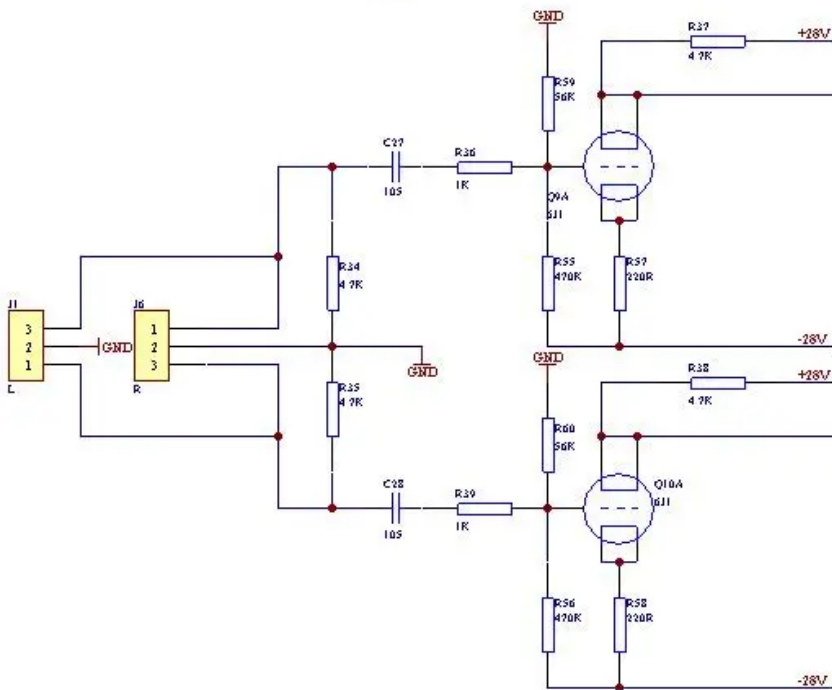 GND
R37
+28V
4.7K
R59
56K
C27
R36
105
1K
Q9A
6J1
R34
4.7K
R55
470K
R57
220R
J1
J6
3
1
2
GND
2
1
3
L
R
GND
-28V
GND
R38
+28V
4.7K
R35
4.7K
R60
56K
C28
R39
Q10A
6J1
105
1K
R56
470K
R58
220R
-28V